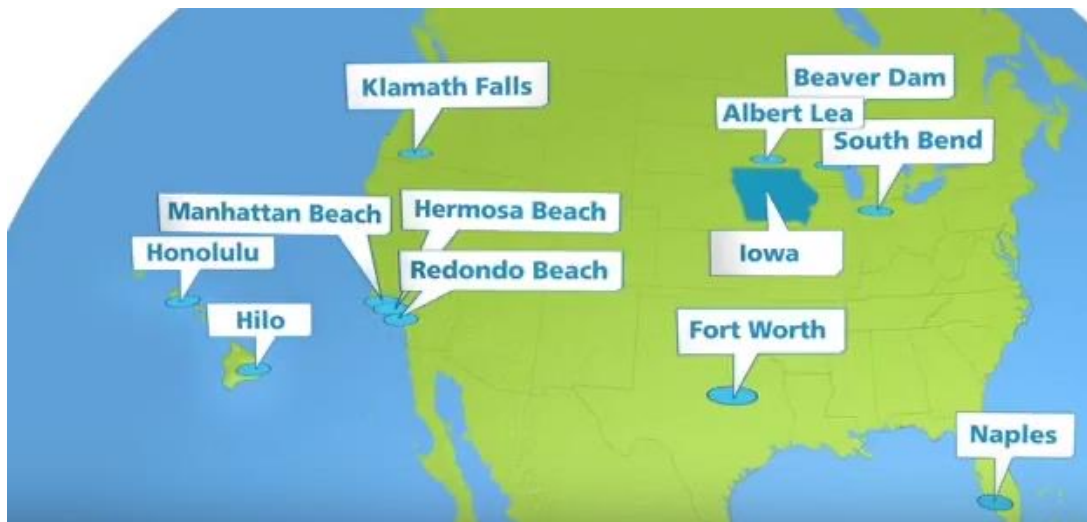 Beaver Dam
Klamath Falls
Albert Lea
South Bend
Manhattan Beach
Hermosa Beach
Honolulu
Iowa
Redondo Beach
Hilo
Fort Worth
Naples